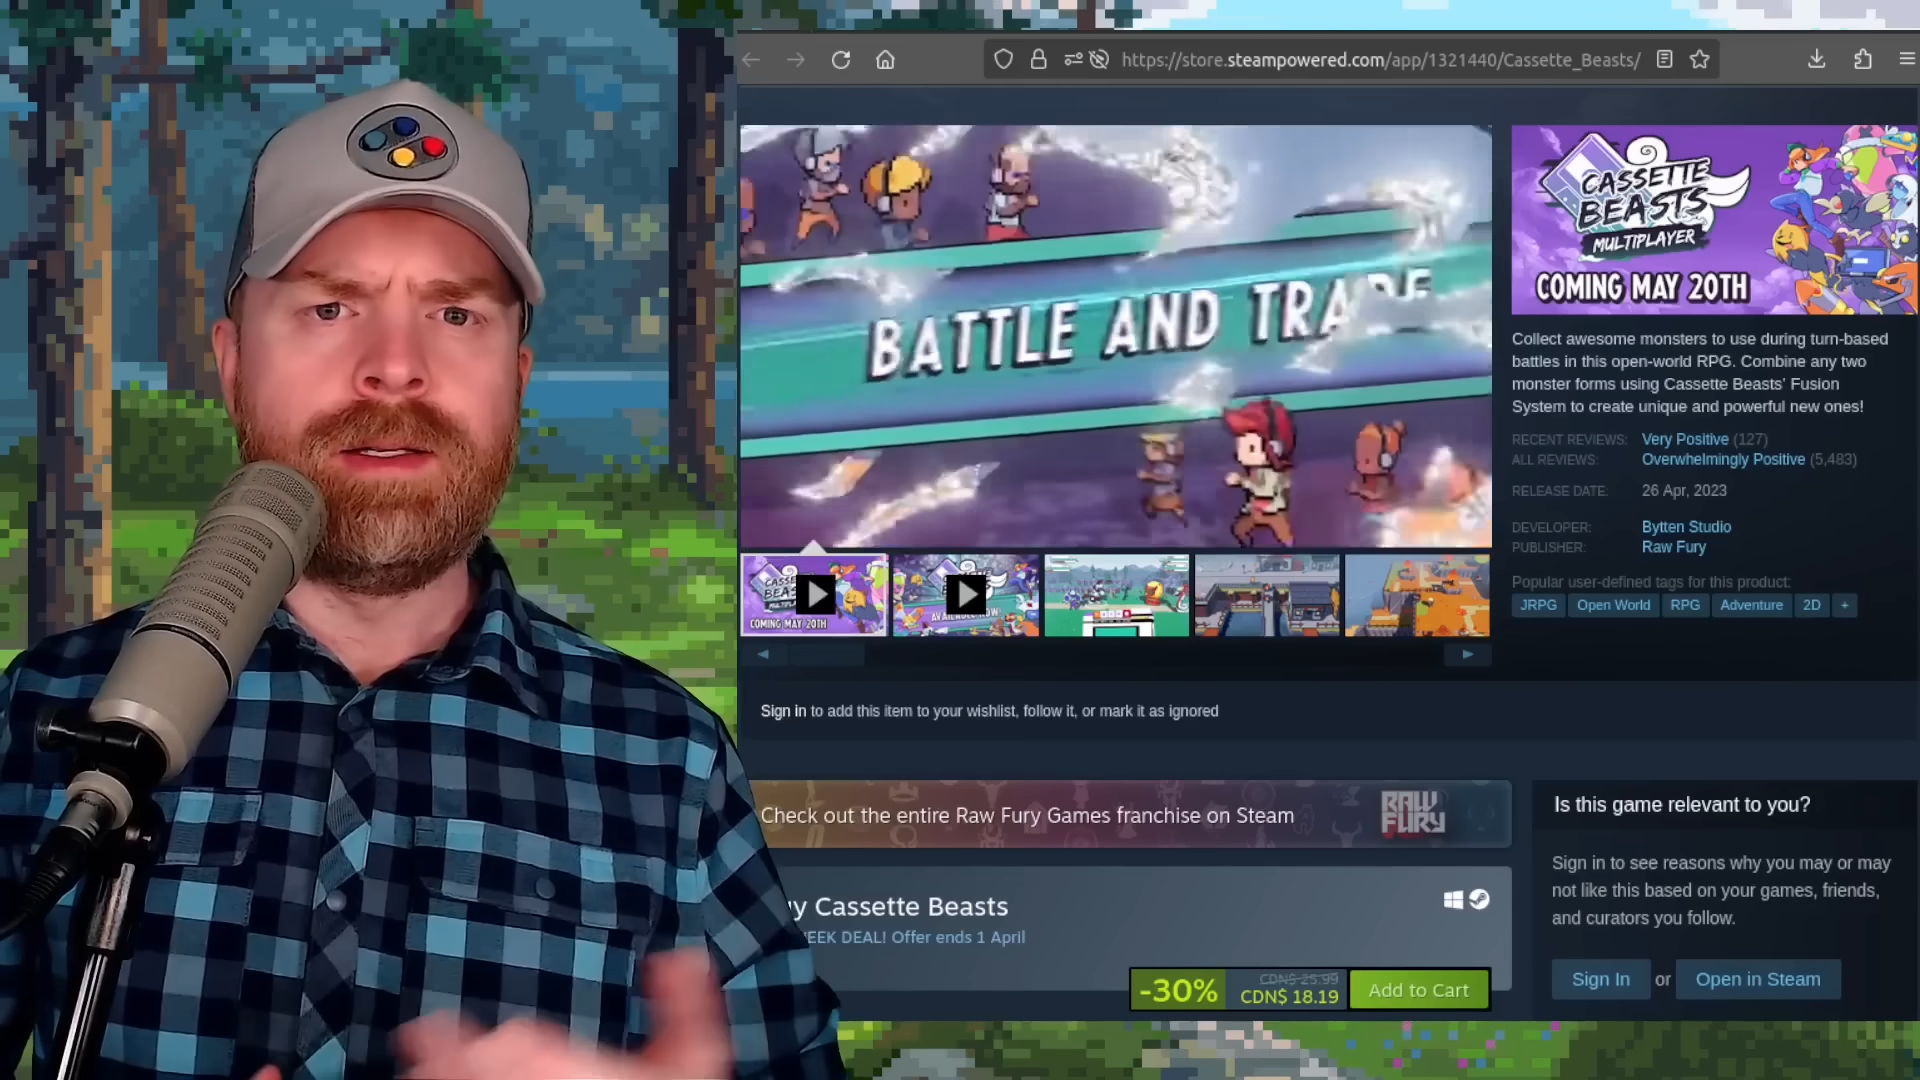 https://store.steampowered.com/app/1321440/Cassette_Beasts/
BATTLE AND TRADE
CASSETTE
BEASTS
MULTIPLAYER
COMING MAY 20TH
Collect awesome monsters to use during turn-based
battles in this open-world RPG. Combine any two
monster forms using Cassette Beasts' Fusion
System to create unique and powerful new ones!
RECENT REVIEWS: Very Positive (127)
ALL REVIEWS: Overwhelmingly Positive (5,483)
RELEASE DATE: 26 Apr, 2023
DEVELOPER: Bytten Studio
PUBLISHER: Raw Fury
Popular user-defined tags for this product:
JRPG Open World RPG Adventure 2D +
COMING MAY 20TH
Sign in to add this item to your wishlist, follow it, or mark it as ignored
Check out the entire Raw Fury Games franchise on Steam
RAW
FURY
Is this game relevant to you?
Sign in to see reasons why you may or may
not like this based on your games, friends,
and curators you follow.
Sign In or Open in Steam
y Cassette Beasts
EEK DEAL! Offer ends 1 April
-30% CDN$ 25.99
CDN$ 18.19
Add to Cart